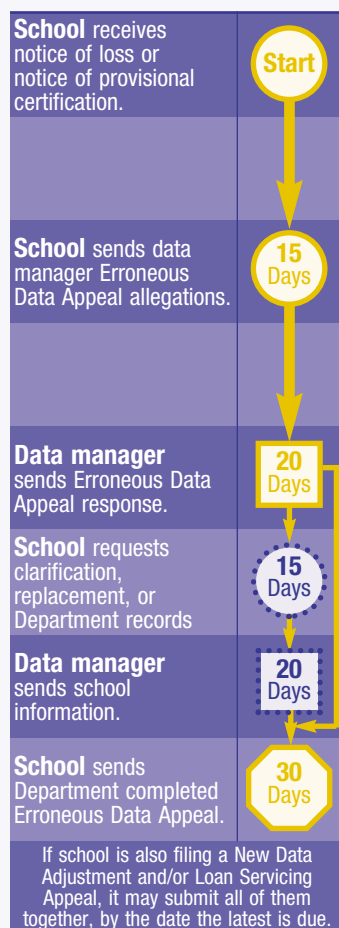 School receives
notice of loss or
notice of provisional
certification.
Start
School sends data
manager Erroneous
Data Appeal allegations.
15
Days
Data manager
sends Erroneous Data
Appeal response.
20
Days
School requests
clarification,
replacement, or
Department records
15
Days
Data manager
sends school
information.
20
Days
School sends
Department completed
Erroneous Data Appeal.
30
Days
If school is also filing a New Data
Adjustment and/or Loan Servicing
Appeal, it may submit all of them
together, by the date the latest is due.